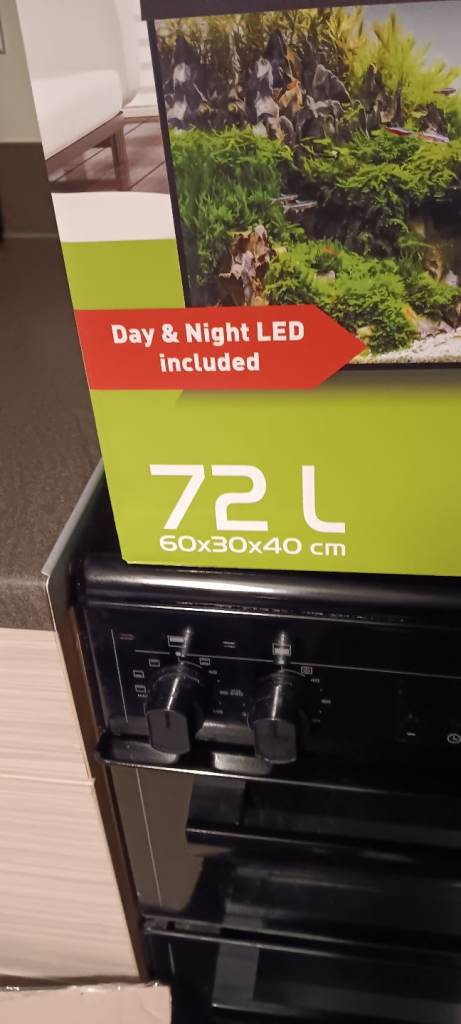 Day & Night LED
included
72 L
60x30x40 cm